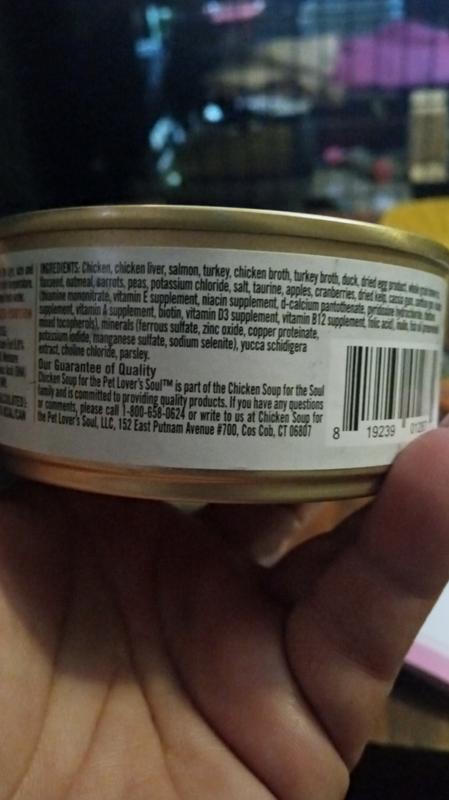 INGREDIENTS: Chicken, chicken liver, salmon, turkey, chicken broth, turkey broth, duck, dried egg product, whole
flaxseed, oatmeal, carrots, peas, potassium chloride, salt, taurine, apples, cranberries, dried kelp,
(thiamine mononitrate, vitamin E supplement, niacin supplement, d-calcium pantothenate, pyridoxine hydrochloride,
supplement, vitamin A supplement, biotin, vitamin D3 supplement, vitamin B12 supplement, folic acid),
mixed tocopherols), minerals (ferrous sulfate, zinc oxide, copper proteinate,
potassium iodide, manganese sulfate, sodium selenite), yucca schidigera
extract, choline chloride, parsley.
Our Guarantee of Quality
Chicken Soup for the Pet Lover's Soul™ is part of the Chicken Soup for the Soul
family and is committed to providing quality products. If you have any questions
or comments, please call 1-800-658-0624 or write to us at Chicken Soup for
the Pet Lover's Soul, LLC, 152 East Putnam Avenue #700, Cos Cob, CT 06807
8 19239